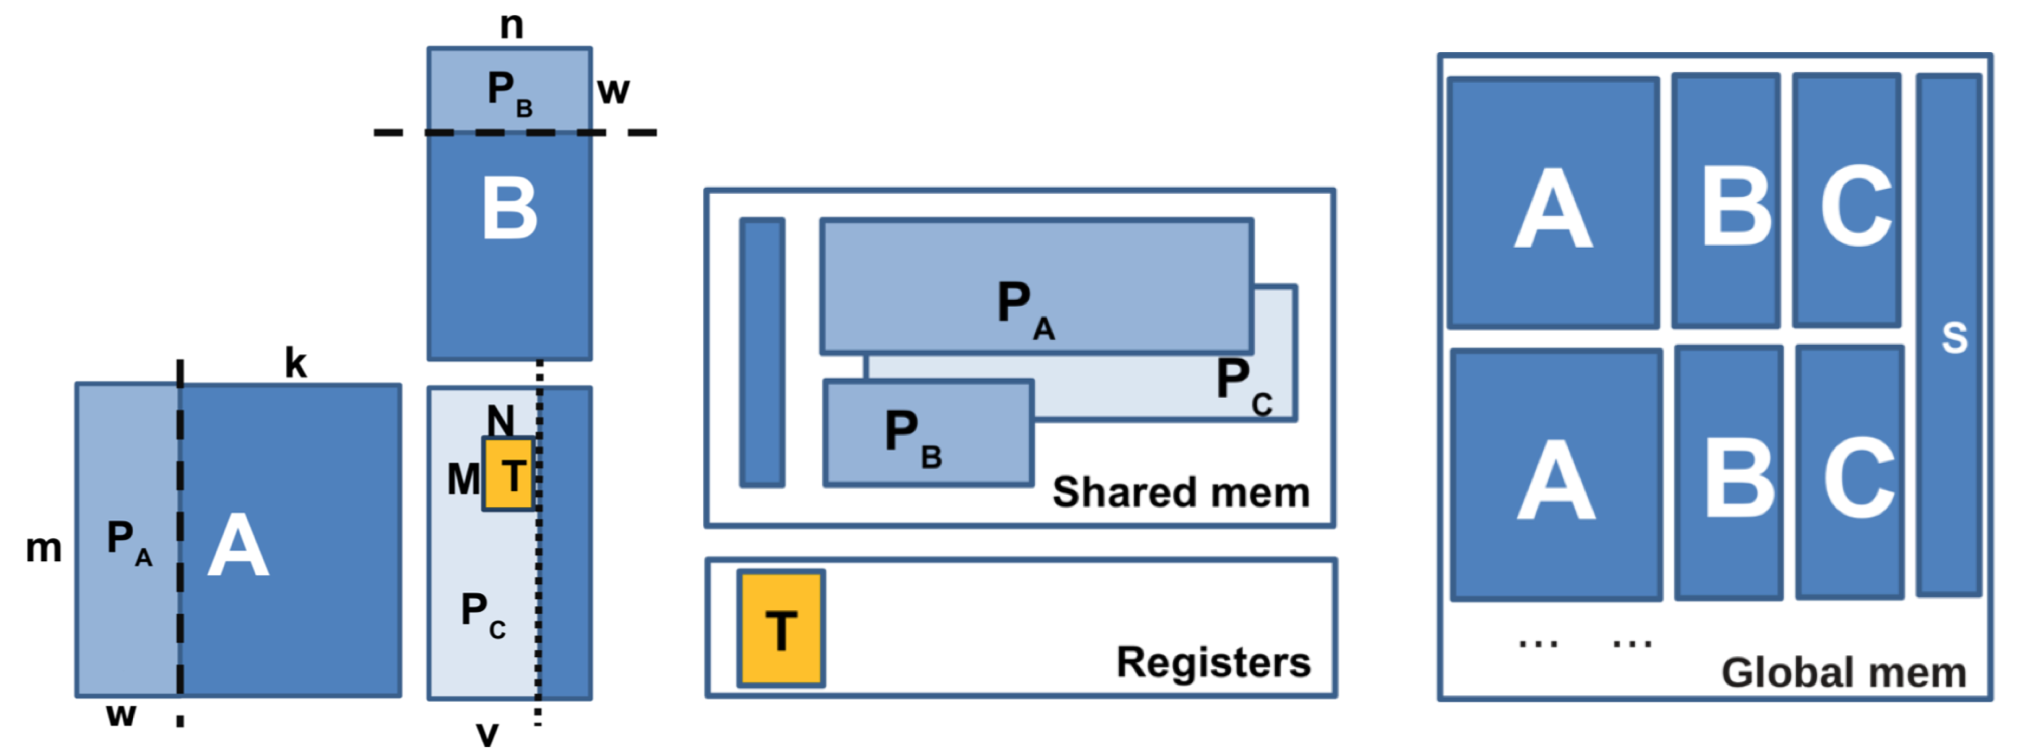 n
P_B
w
B
k
m
P_A
A
w
N
M
T
P_C
v
P_A
P_C
P_B
Shared mem
T
Registers
A B C
S
A B C
... ...
Global mem